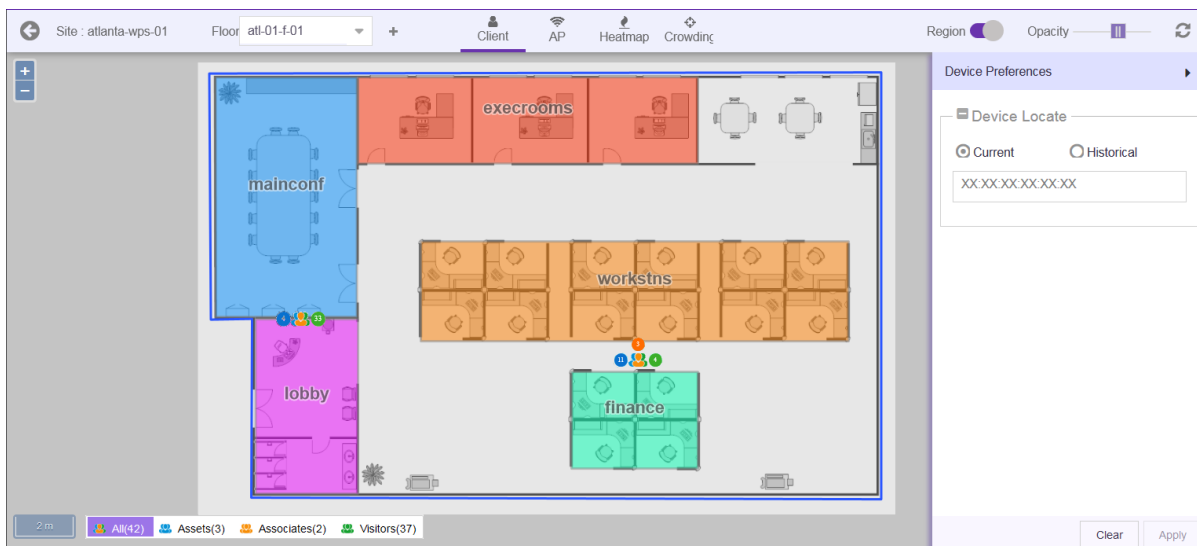 Site : atlanta-wps-01
Floor
atl-01-f-01
+
Client
AP
Heatmap
Crowding
Region
Opacity
+
−
Device Preferences
execrooms
mainconf
Device Locate
Current
Historical
XX:XX:XX:XX:XX:XX
workstns
4
33
3
11
4
lobby
finance
2 m
All(42)
Assets(3)
Associates(2)
Visitors(37)
Clear
Apply